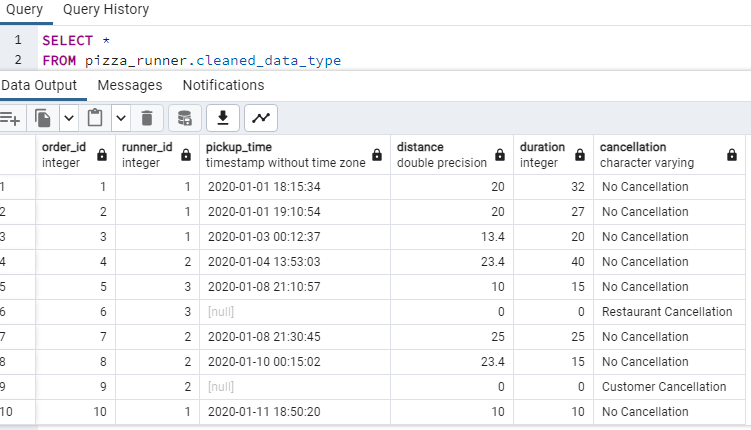 Query Query History
1 SELECT *
2 FROM pizza_runner.cleaned_data_type
Data Output Messages Notifications
order_id runner_id pickup_time distance duration cancellation
integer integer timestamp without time zone double precision integer character varying
1 1 1 2020-01-01 18:15:34 20 32 No Cancellation
2 2 1 2020-01-01 19:10:54 20 27 No Cancellation
3 3 1 2020-01-03 00:12:37 13.4 20 No Cancellation
4 4 2 2020-01-04 13:53:03 23.4 40 No Cancellation
5 5 3 2020-01-08 21:10:57 10 15 No Cancellation
6 6 3 [null] 0 0 Restaurant Cancellation
7 7 2 2020-01-08 21:30:45 25 25 No Cancellation
8 8 2 2020-01-10 00:15:02 23.4 15 No Cancellation
9 9 2 [null] 0 0 Customer Cancellation
10 10 1 2020-01-11 18:50:20 10 10 No Cancellation